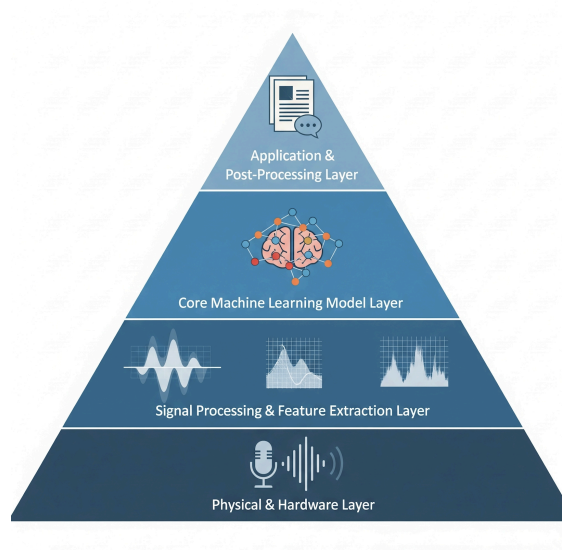 Application &
Post-Processing Layer
Core Machine Learning Model Layer
Signal Processing & Feature Extraction Layer
Physical & Hardware Layer